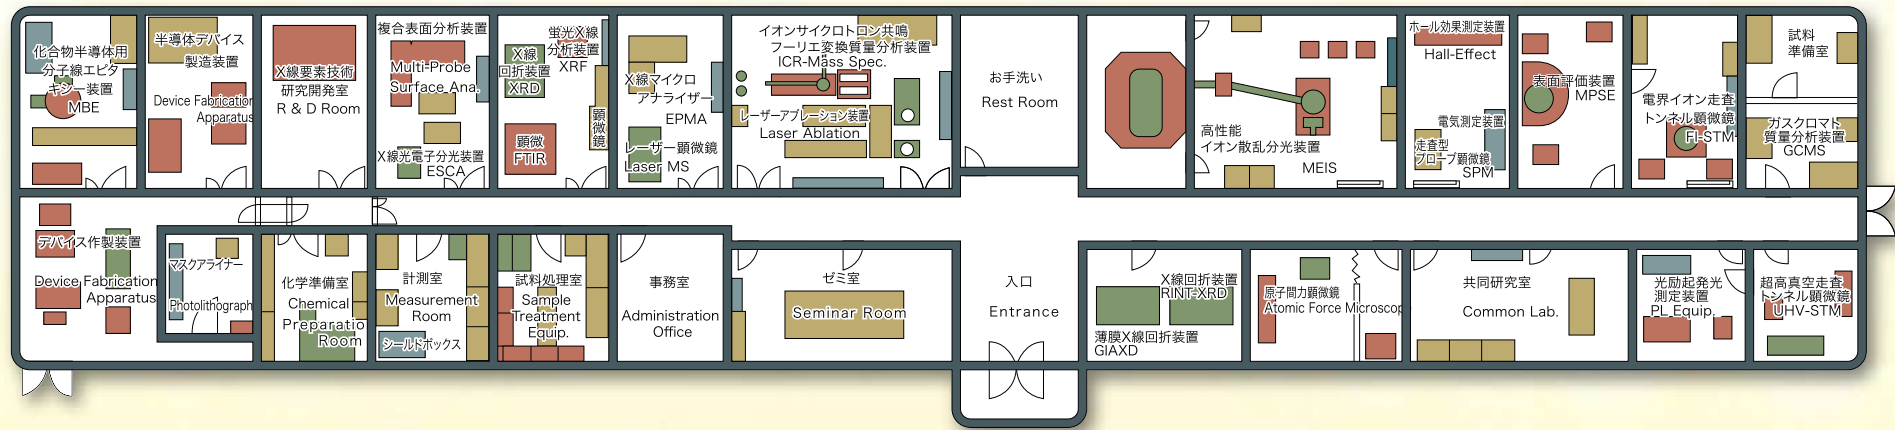 化合物半導体用
分子線エピタ
キシー装置
MBE
半導体デバイス
製造装置
Device Fabrication
Apparatus
X線要素技術
研究開発室
R & D Room
複合表面分析装置
Multi-Probe
Surface Ana.
X線光電子分光装置
ESCA
X線
回折装置
XRD
蛍光X線
分析装置
XRF
顕微鏡
顕微
FTIR
X線マイクロ
アナライザー
EPMA
レーザー顕微鏡
Laser MS
イオンサイクロトロン共鳴
フーリエ変換質量分析装置
ICR-Mass Spec.
レーザーアブレーション装置
Laser Ablation
お手洗い
Rest Room
高性能
イオン散乱分光装置
MEIS
ホール効果測定装置
Hall-Effect
電気測定装置
走査型
プローブ顕微鏡
SPM
表面評価装置
MPSE
電界イオン走査
トンネル顕微鏡
FI-STM
試料
準備室
ガスクロマト
質量分析装置
GCMS
デバイス作製装置
Device Fabrication
Apparatus
マスクアライナー
Photolithograph
化学準備室
Chemical
Preparatio
Room
計測室
Measurement
Room
シールドボックス
試料処理室
Sample
Treatment
Equip.
事務室
Administration
Office
ゼミ室
Seminar Room
入口
Entrance
X線回折装置
RINT-XRD
薄膜X線回折装置
GIAXD
原子間力顕微鏡
Atomic Force Microscop
共同研究室
Common Lab.
光励起発光
測定装置
PL Equip.
超高真空走査
トンネル顕微鏡
UHV-STM